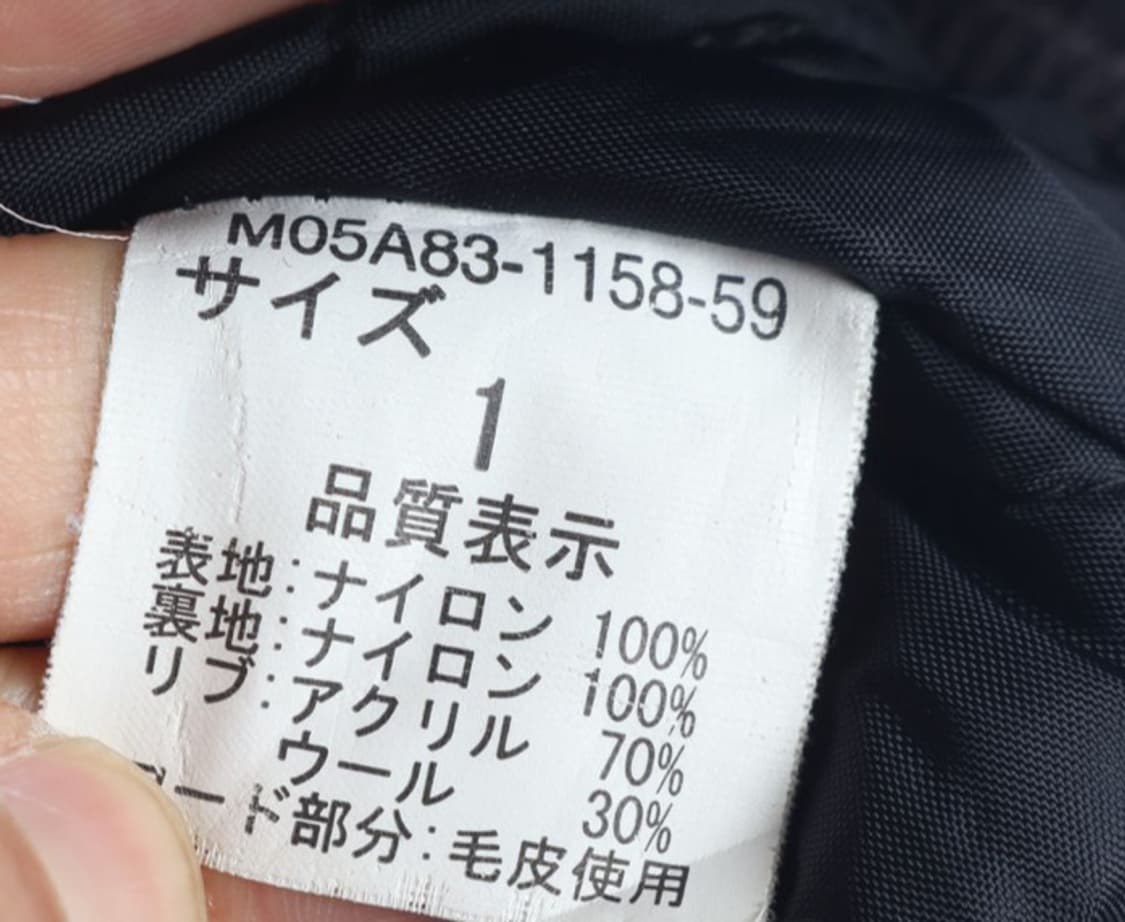 M05A83-1158-59
サイズ
1
品質表示
表地:ナイロン 100%
裏地:ナイロン 100%
リブ:アクリル 70%
ウール 30%
ード部分:毛皮使用